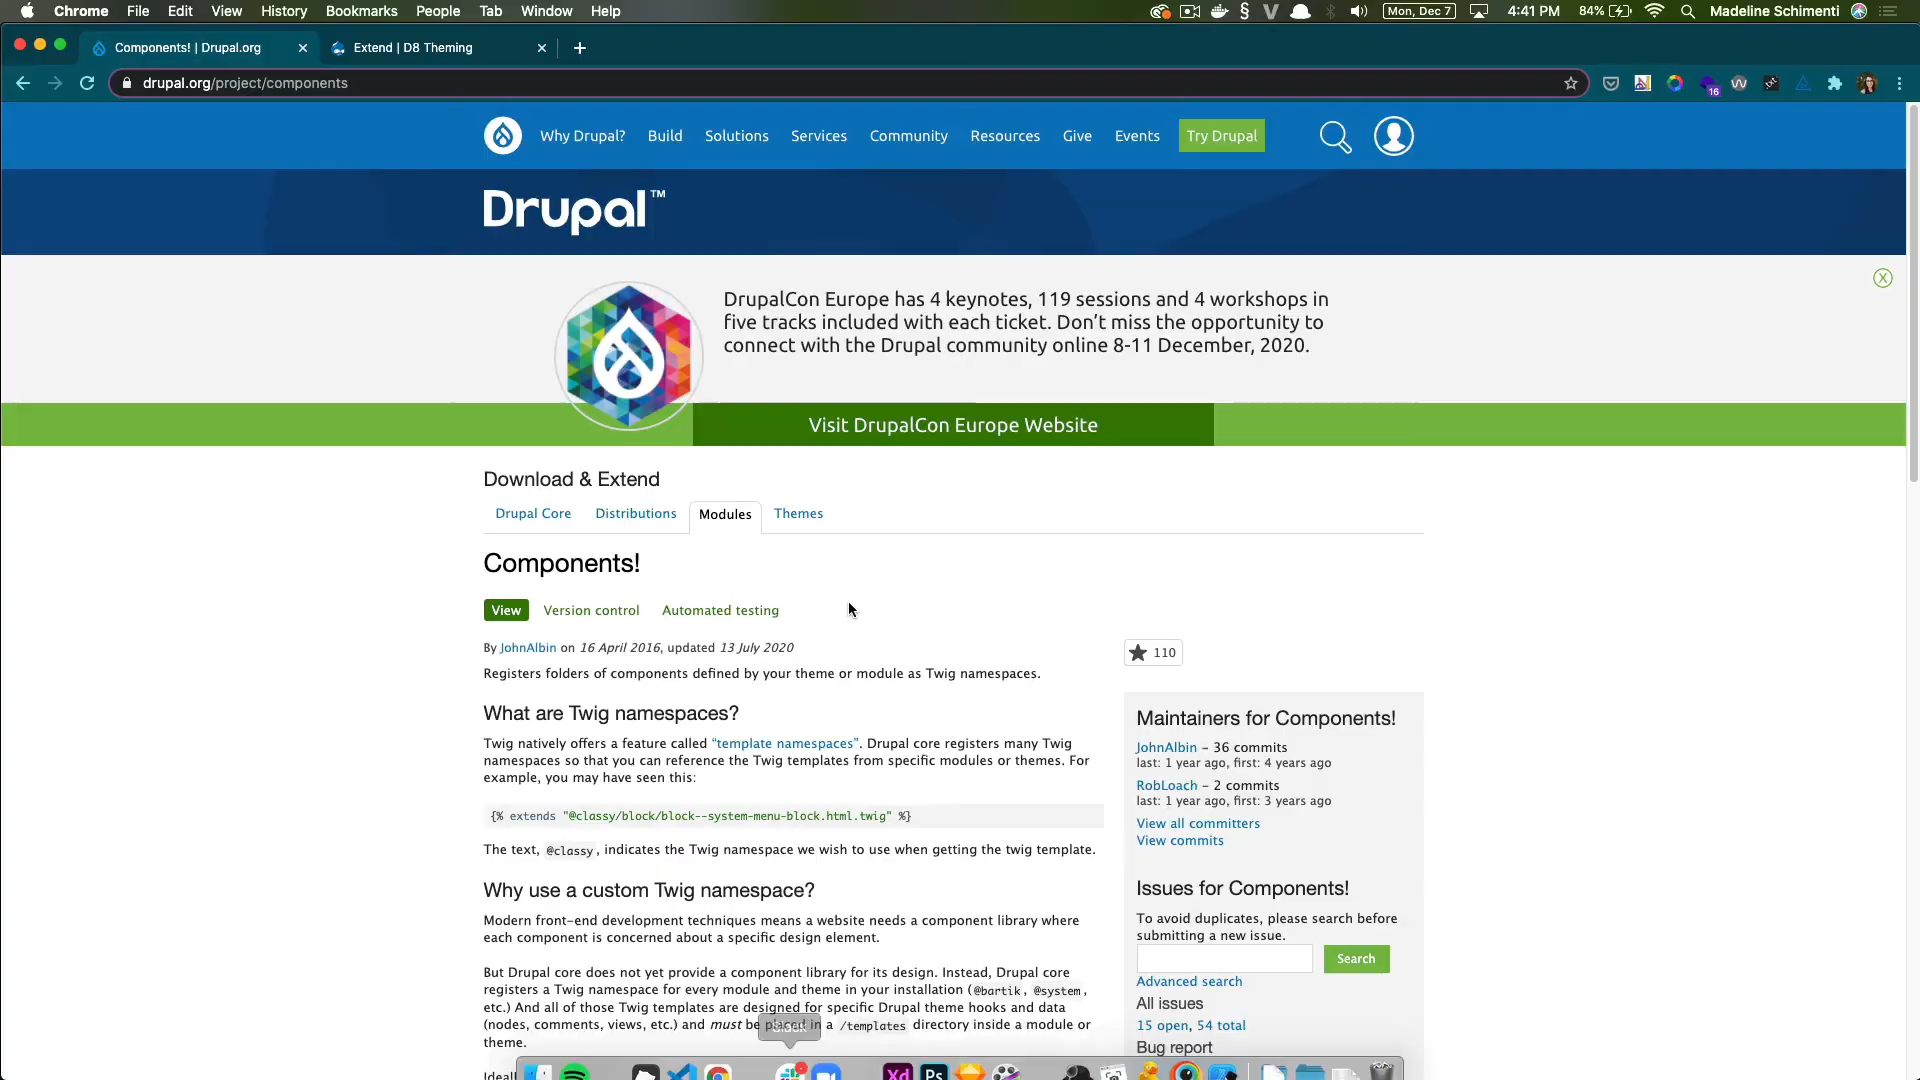 Chrome File Edit View History Bookmarks People Tab Window Help Mon, Dec 7 4:41 PM 84% Madeline Schimenti
Components! | Drupal.org Extend | D8 Theming
drupal.org/project/components 16
Why Drupal? Build Solutions Services Community Resources Give Events Try Drupal
Drupal™
DrupalCon Europe has 4 keynotes, 119 sessions and 4 workshops in
five tracks included with each ticket. Don't miss the opportunity to
connect with the Drupal community online 8-11 December, 2020.
Visit DrupalCon Europe Website
Download & Extend
Drupal Core Distributions Modules Themes
Components!
View Version control Automated testing
By JohnAlbin on 16 April 2016, updated 13 July 2020
Registers folders of components defined by your theme or module as Twig namespaces.
What are Twig namespaces?
Twig natively offers a feature called “template namespaces”. Drupal core registers many Twig
namespaces so that you can reference the Twig templates from specific modules or themes. For
example, you may have seen this:
{% extends "@classy/block/block--system-menu-block.html.twig" %}
The text, @classy, indicates the Twig namespace we wish to use when getting the twig template.
Why use a custom Twig namespace?
Modern front-end development techniques means a website needs a component library where
each component is concerned about a specific design element.
But Drupal core does not yet provide a component library for its design. Instead, Drupal core
registers a Twig namespace for every module and theme in your installation (@bartik, @system,
etc.) And all of those Twig templates are designed for specific Drupal theme hooks and data
(nodes, comments, views, etc.) and must be in a /templates directory inside a module or
theme.
110
Maintainers for Components!
JohnAlbin - 36 commits
last: 1 year ago, first: 4 years ago
RobLoach - 2 commits
last: 1 year ago, first: 3 years ago
View all committers
View commits
Issues for Components!
To avoid duplicates, please search before
submitting a new issue.
Search
Advanced search
All issues
15 open, 54 total
Bug report
Slack
Xd Ps